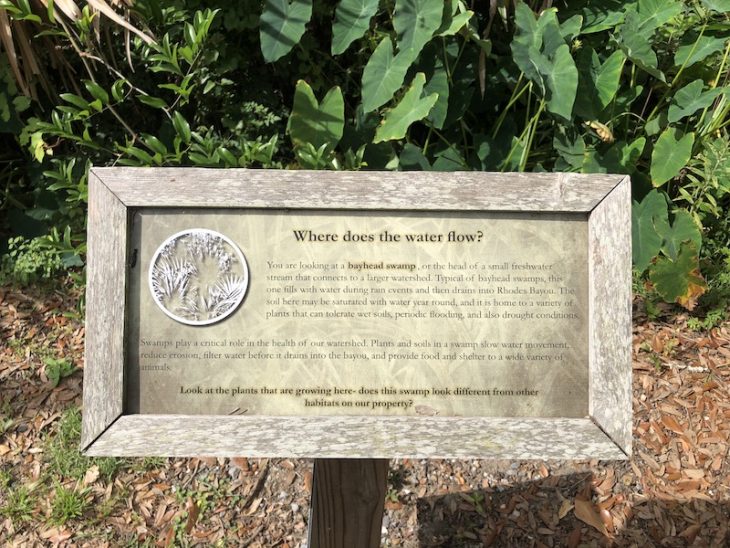 Where does the water flow?
You are looking at a bayhead swamp, or the head of a small freshwater
stream that connects to a larger watershed. Typical of bayhead swamps, this
one fills with water during rain events and then drains into Rhodes Bayou. The
soil here may be saturated with water year round, and it is home to a variety of
plants that can tolerate wet soils, periodic flooding, and also drought conditions.
Swamps play a critical role in the health of our watershed. Plants and soils in a swamp slow water movement,
reduce erosion, filter water before it drains into the bayou, and provide food and shelter to a wide variety of
animals.
Look at the plants that are growing here- does this swamp look different from other
habitats on our property?